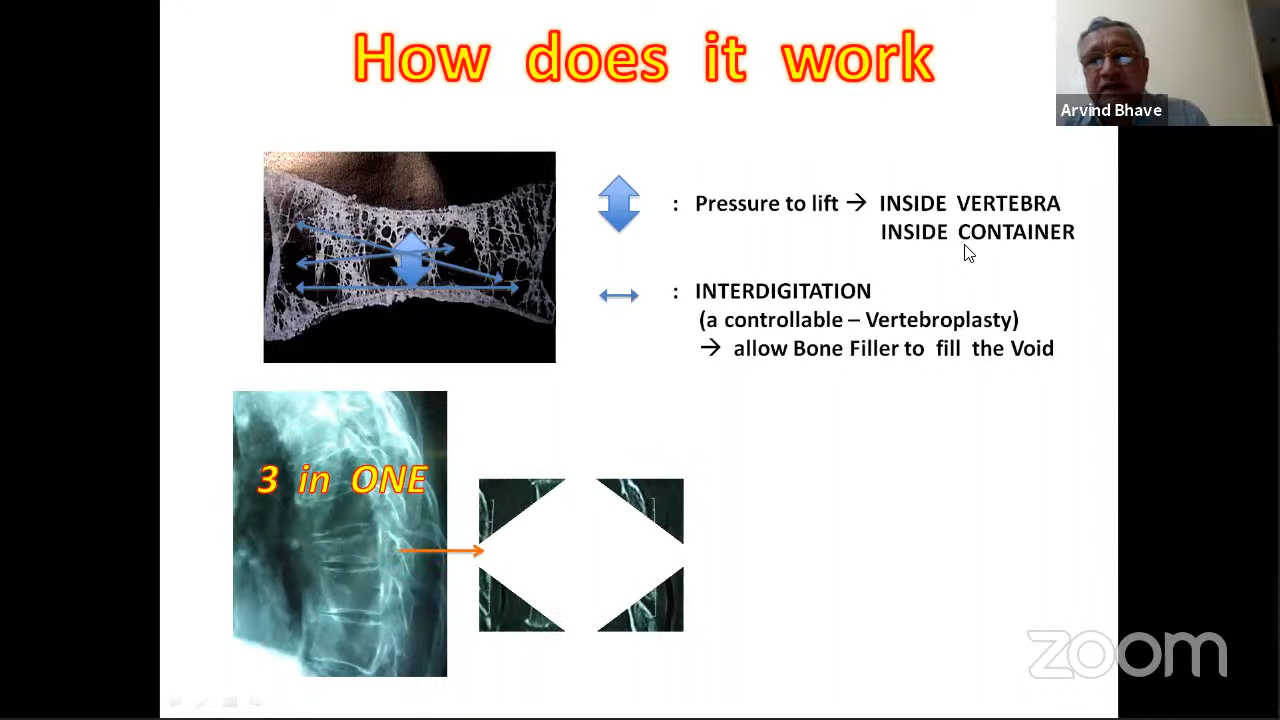 How does it work
Arvind Bhave
: Pressure to lift → INSIDE VERTEBRA
INSIDE CONTAINER
: INTERDIGITATION
(a controllable – Vertebroplasty)
→ allow Bone Filler to fill the Void
3 in ONE
zoom